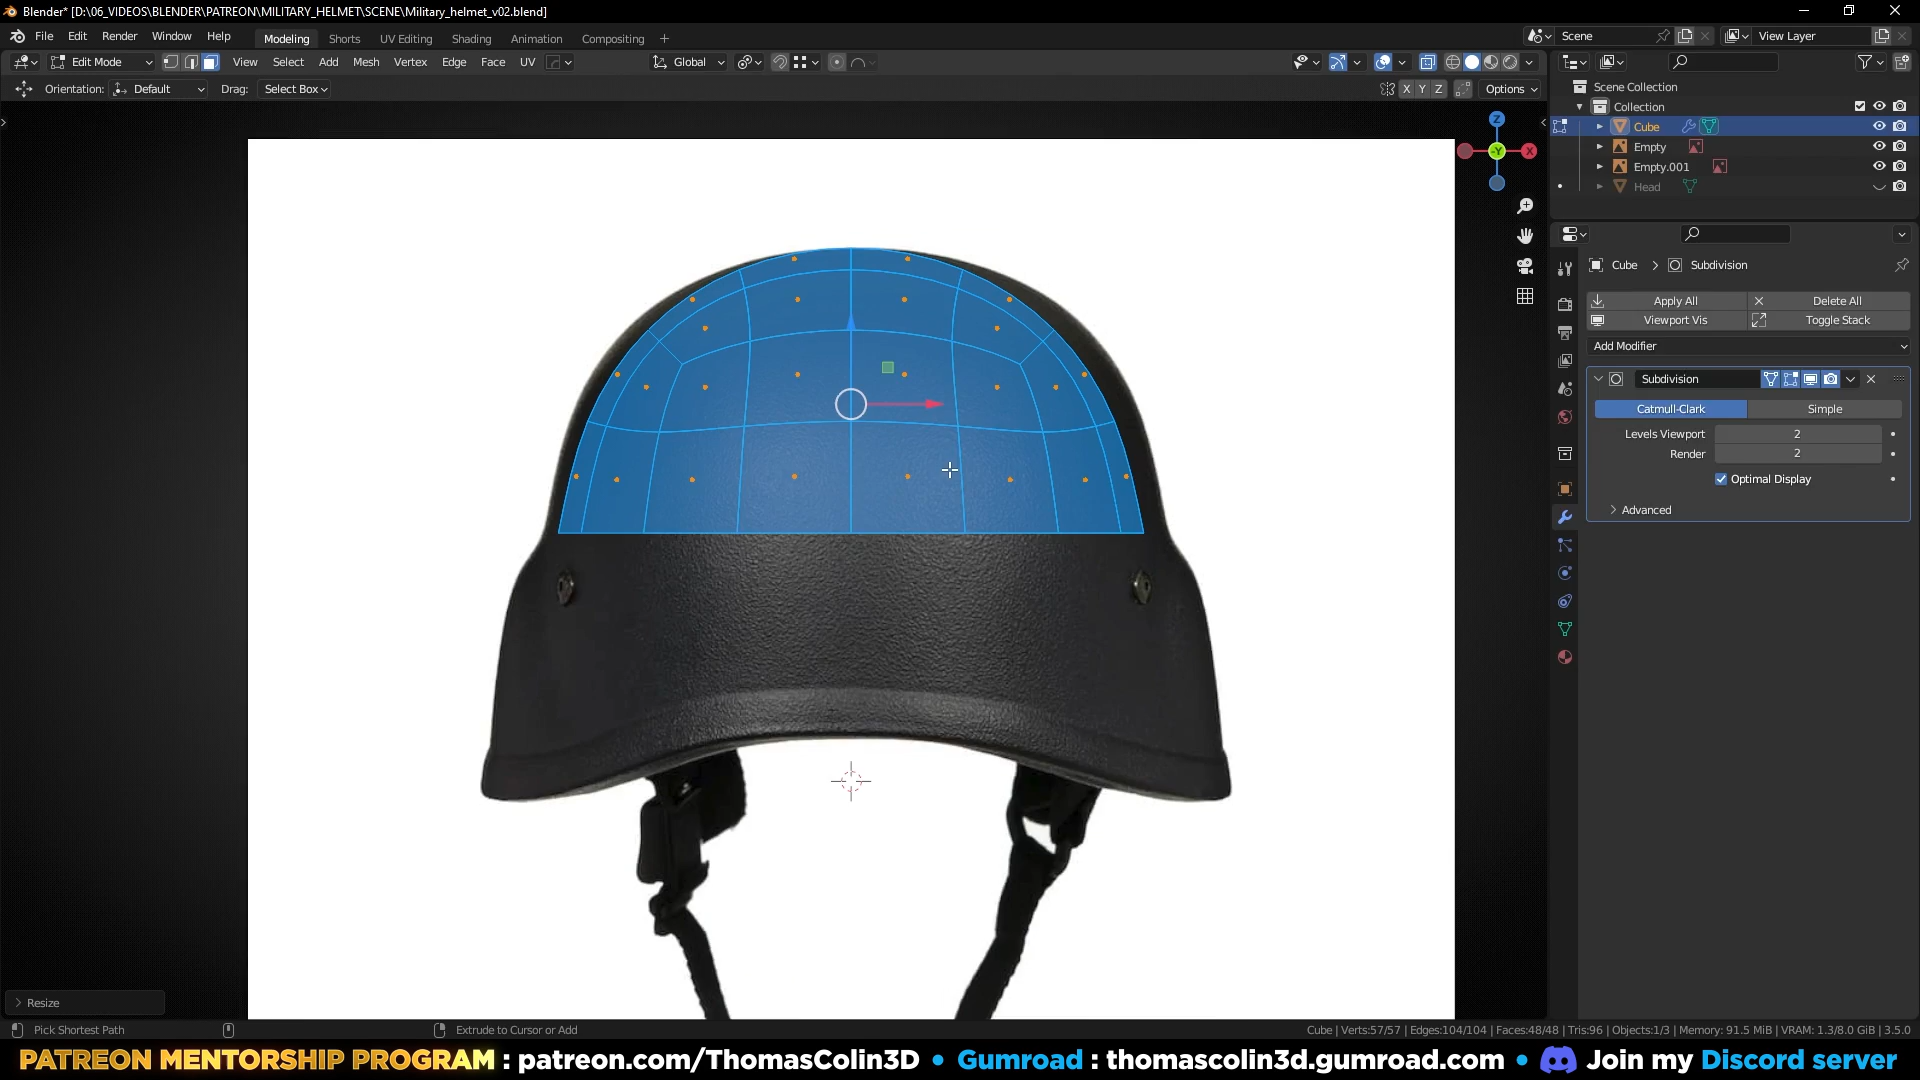 Blender* [D:\06_VIDEOS\BLENDER\PATREON\MILITARY_HELMET\SCENE\Military_helmet_v02.blend]
File Edit Render Window Help Modeling Shorts UV Editing Shading Animation Compositing + Scene View Layer
Edit Mode View Select Add Mesh Vertex Edge Face UV Global
Orientation: Default Drag: Select Box X Y Z Options
Scene Collection
Collection
Cube
Empty
Empty.001
Head
Z
X
-Y
Cube > Subdivision
Apply All Delete All
Viewport Vis Toggle Stack
Add Modifier
Subdivision
Catmull-Clark Simple
Levels Viewport 2
Render 2
Optimal Display
> Advanced
> Resize
Pick Shortest Path Extrude to Cursor or Add Cube | Verts:57/57 | Edges:104/104 | Faces:48/48 | Tris:96 | Objects:1/3 | Memory: 91.5 MiB | VRAM: 1.3/8.0 GiB | 3.5.0
PATREON MENTORSHIP PROGRAM : patreon.com/ThomasColin3D • Gumroad : thomascolin3d.gumroad.com • Join my Discord server